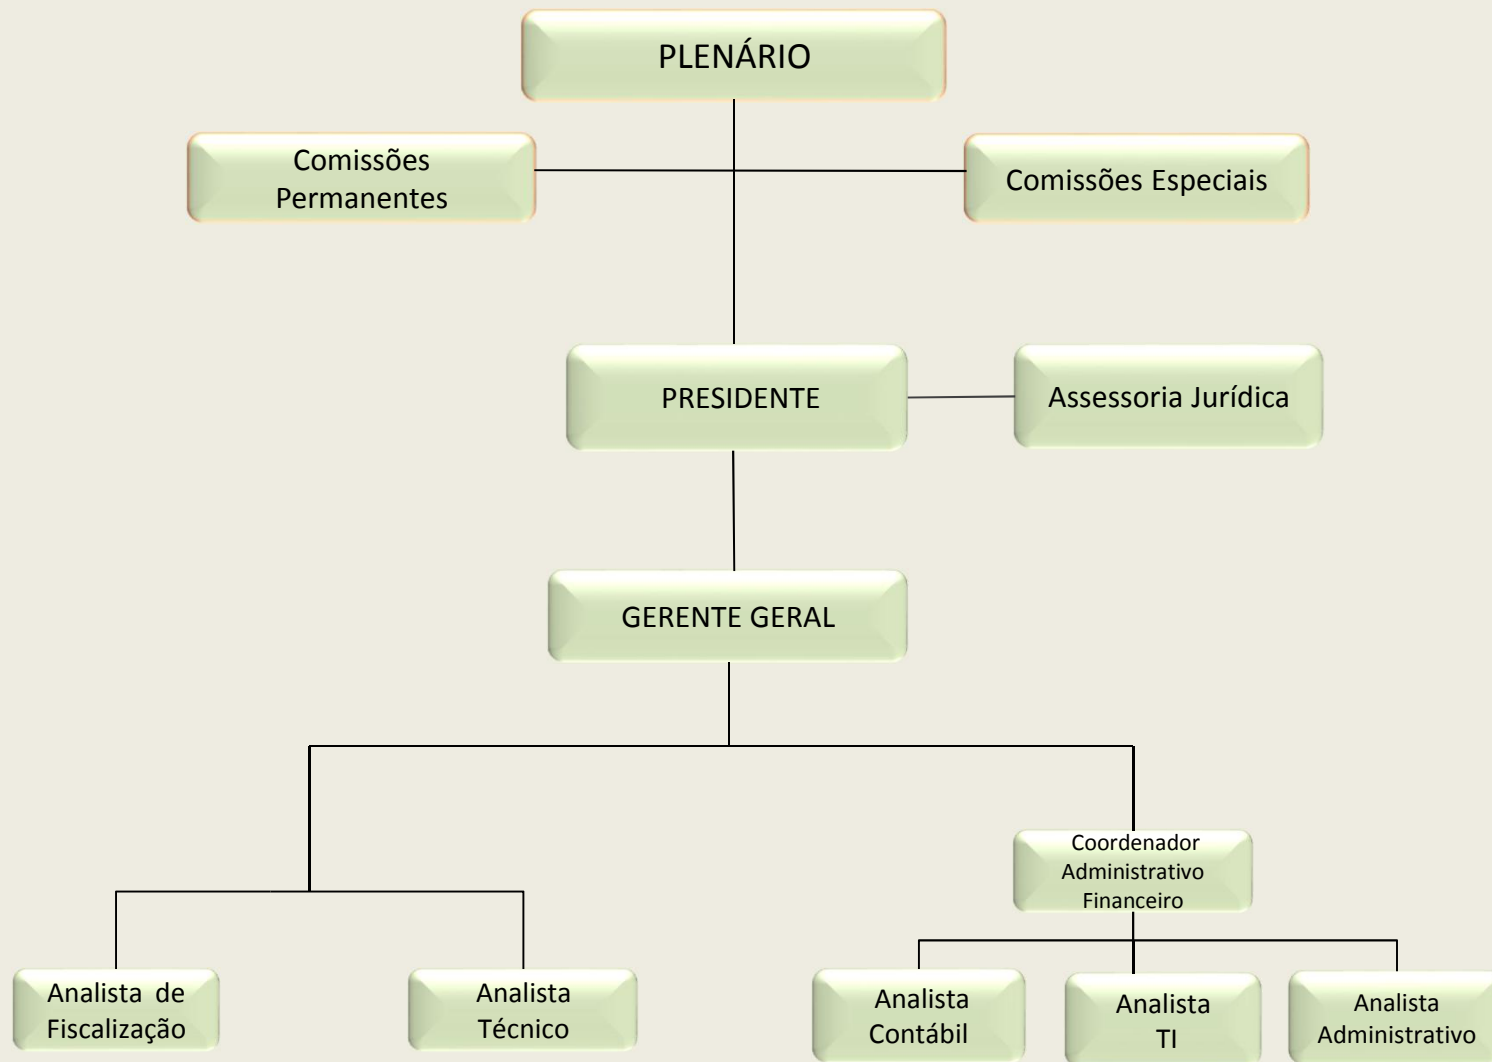 PLENÁRIO
Comissões
Permanentes
Comissões Especiais
PRESIDENTE
Assessoria Jurídica
GERENTE GERAL
Coordenador
Administrativo
Financeiro
Analista de
Fiscalização
Analista
Técnico
Analista
Contábil
Analista
TI
Analista
Administrativo